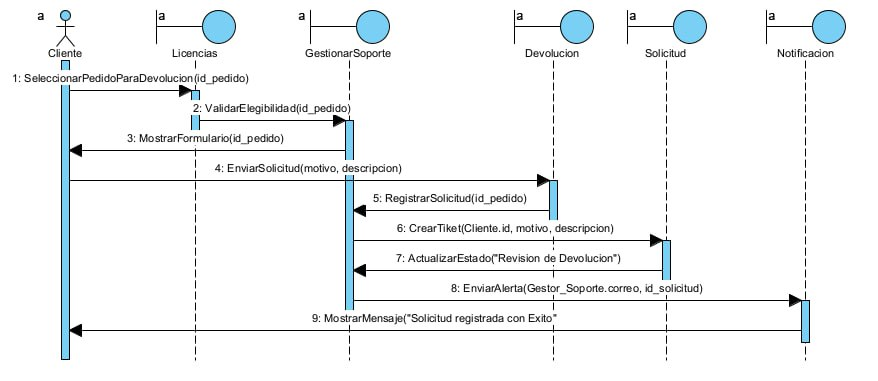 a
a
a
a
a
a
Cliente
Licencias
GestionarSoporte
Devolucion
Solicitud
Notificacion
1: SeleccionarPedidoParaDevolucion(id_pedido)
2: ValidarElegibilidad(id_pedido)
3: MostrarFormulario(id_pedido)
4: EnviarSolicitud(motivo, descripcion)
5: RegistrarSolicitud(id_pedido)
6: CrearTiket(Cliente.id, motivo, descripcion)
7: ActualizarEstado("Revision de Devolucion")
8: EnviarAlerta(Gestor_Soporte.correo, id_solicitud)
9: MostrarMensaje("Solicitud registrada con Exito"